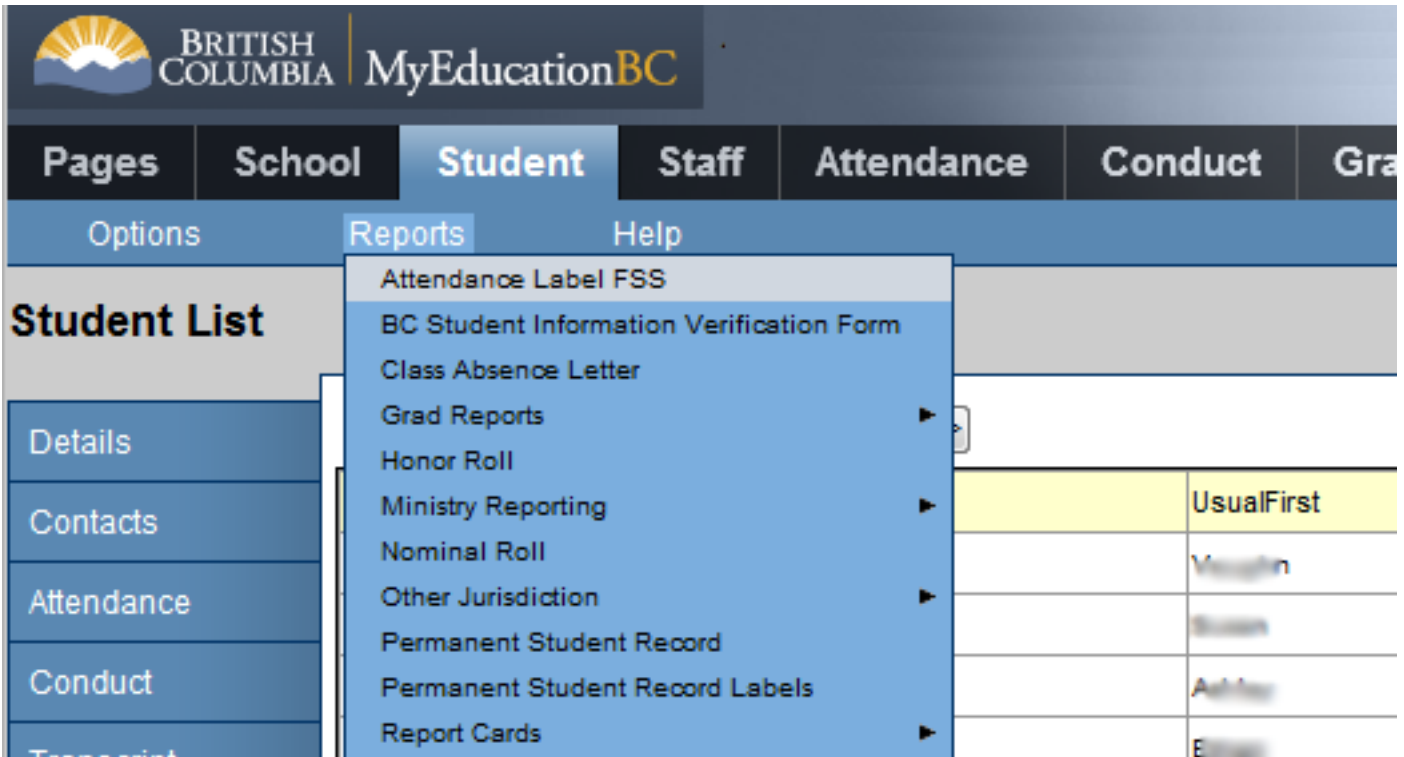 BRITISH
COLUMBIA
MyEducationBC
Pages School Student Staff Attendance Conduct Gra
Options Reports Help
Student List
Attendance Label FSS
BC Student Information Verification Form
Class Absence Letter
Grad Reports
Honor Roll
Ministry Reporting
Nominal Roll
Other Jurisdiction
Permanent Student Record
Permanent Student Record Labels
Report Cards
Details
Contacts
Attendance
Conduct
Transcript
UsualFirst